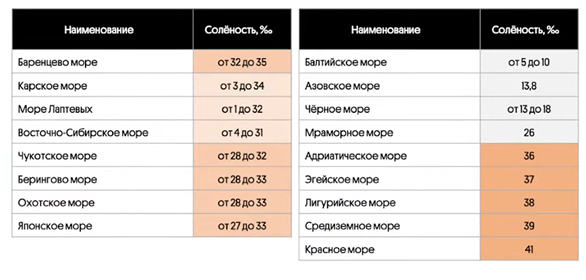 Наименование Солёность, ‰
Баренцево море от 32 до 35
Карское море от 3 до 34
Море Лаптевых от 1 до 32
Восточно-Сибирское море от 4 до 31
Чукотское море от 28 до 32
Берингово море от 28 до 33
Охотское море от 28 до 33
Японское море от 27 до 33
Наименование Солёность, ‰
Балтийское море от 5 до 10
Азовское море 13,8
Чёрное море от 13 до 18
Мраморное море 26
Адриатическое море 36
Эгейское море 37
Лигурийское море 38
Средиземное море 39
Красное море 41